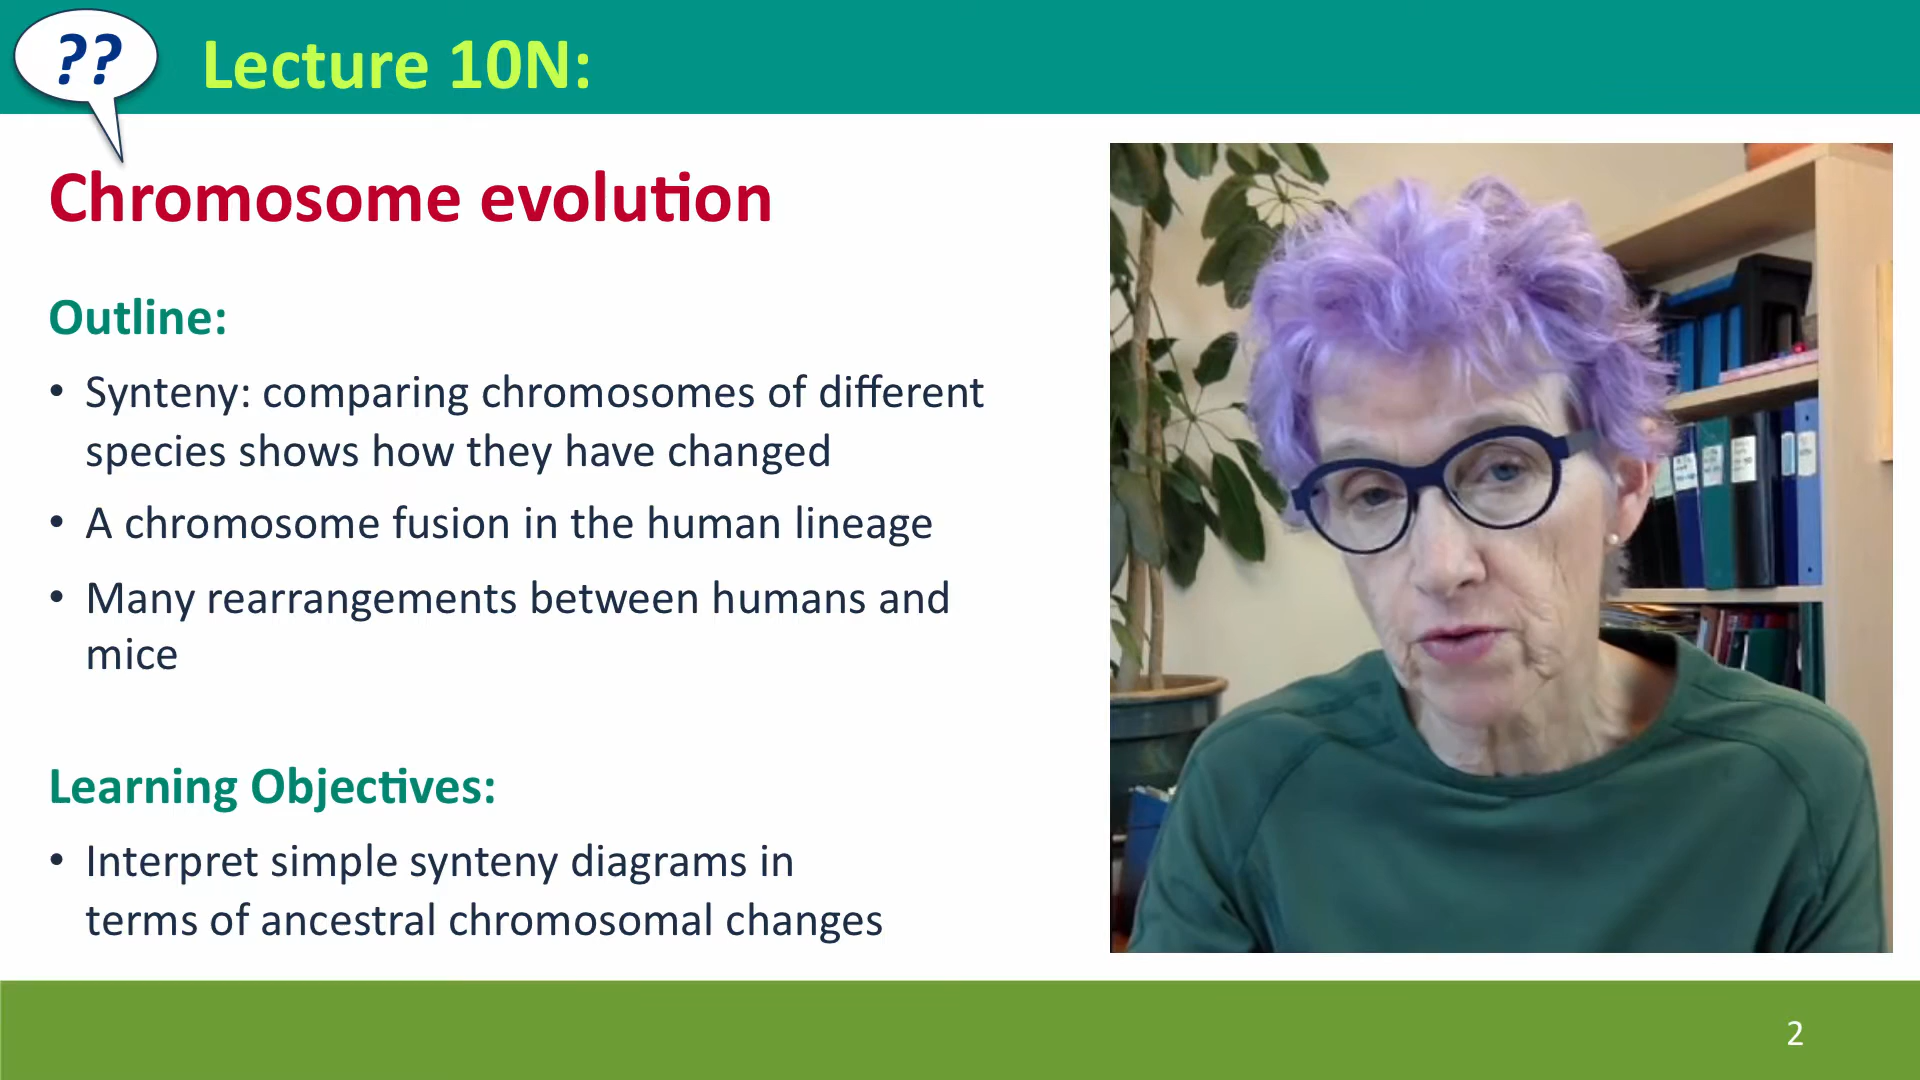 ??
Lecture 10N:
Chromosome evolution
Outline:
• Synteny: comparing chromosomes of different
species shows how they have changed
• A chromosome fusion in the human lineage
• Many rearrangements between humans and
mice
Learning Objectives:
• Interpret simple synteny diagrams in
terms of ancestral chromosomal changes
2